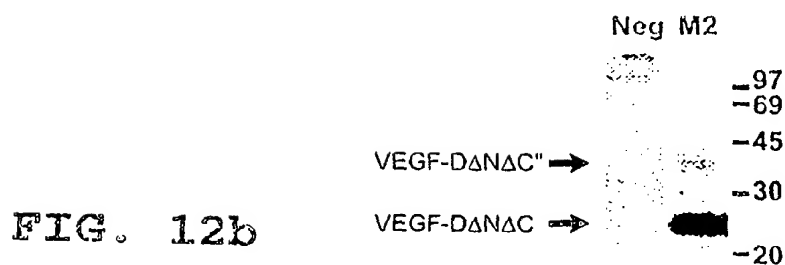 Neg M2
97
69
45
VEGF-DΔNΔC"
30
VEGF-DΔNΔC
FIG. 12b
20